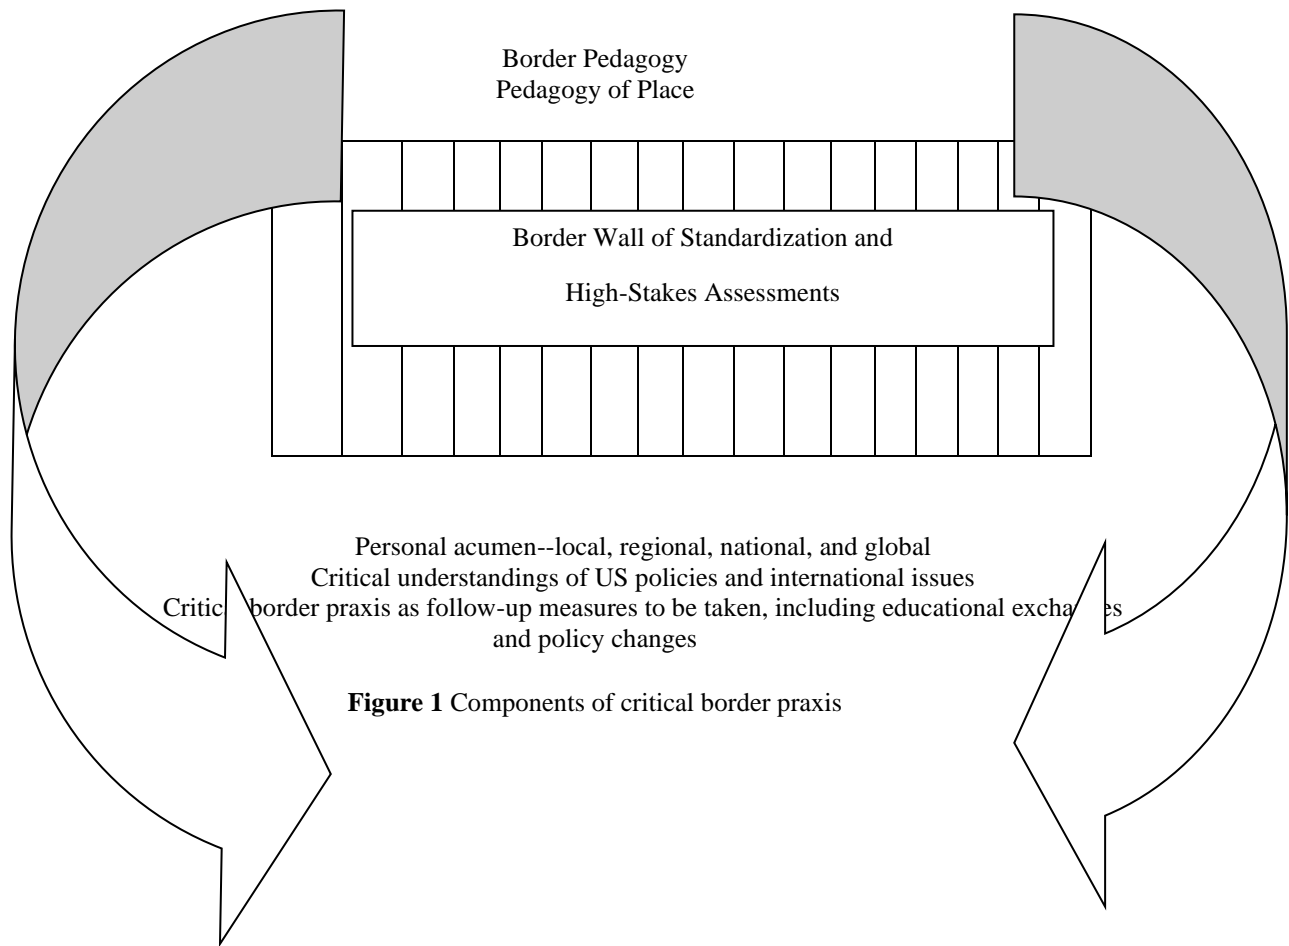 Border Pedagogy
Pedagogy of Place
Border Wall of Standardization and
High-Stakes Assessments
Personal acumen--local, regional, national, and global
Critical understandings of US policies and international issues
Critical border praxis as follow-up measures to be taken, including educational exchanges
and policy changes
Figure 1 Components of critical border praxis